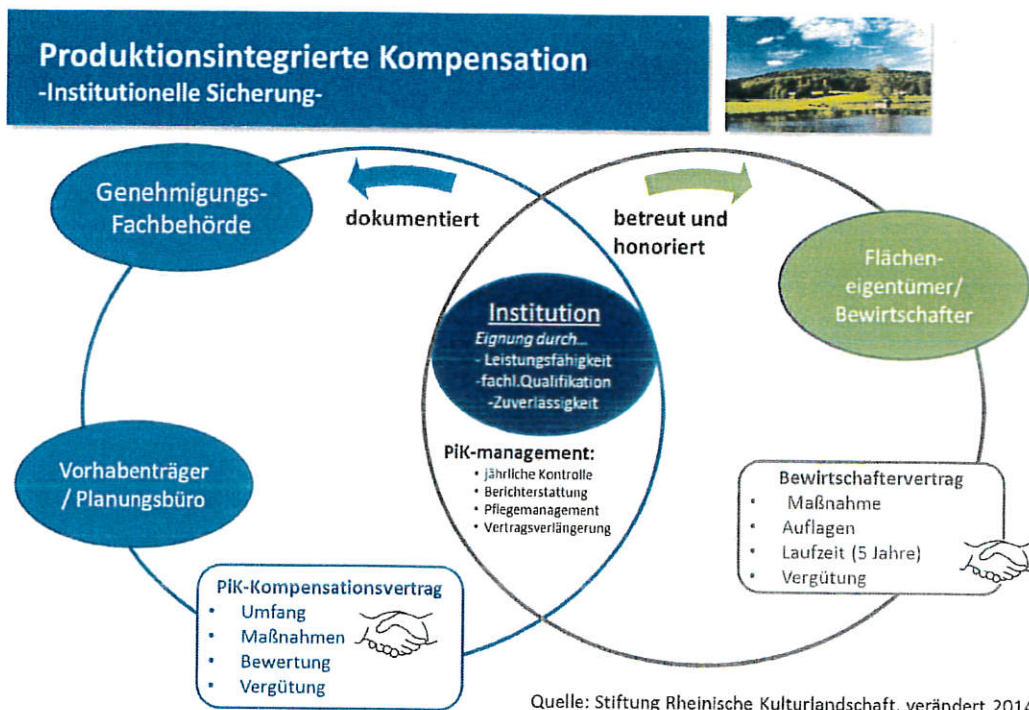 Produktionsintegrierte Kompensation
-Institutionelle Sicherung-
Genehmigungs-
Fachbehörde
dokumentiert
betreut und
honoriert
Flächen-
eigentümer/
Bewirtschafter
Institution
Eignung durch...
- Leistungsfähigkeit
-fachl.Qualifikation
-Zuverlässigkeit
PiK-management:
• jährliche Kontrolle
• Berichterstattung
• Pflegemanagement
• Vertragsverlängerung
Vorhabenträger
/ Planungsbüro
Bewirtschaftervertrag
• Maßnahme
• Auflagen
• Laufzeit (5 Jahre)
• Vergütung
PiK-Kompensationsvertrag
• Umfang
• Maßnahmen
• Bewertung
• Vergütung
Quelle: Stiftung Rheinische Kulturlandschaft, verändert 2014